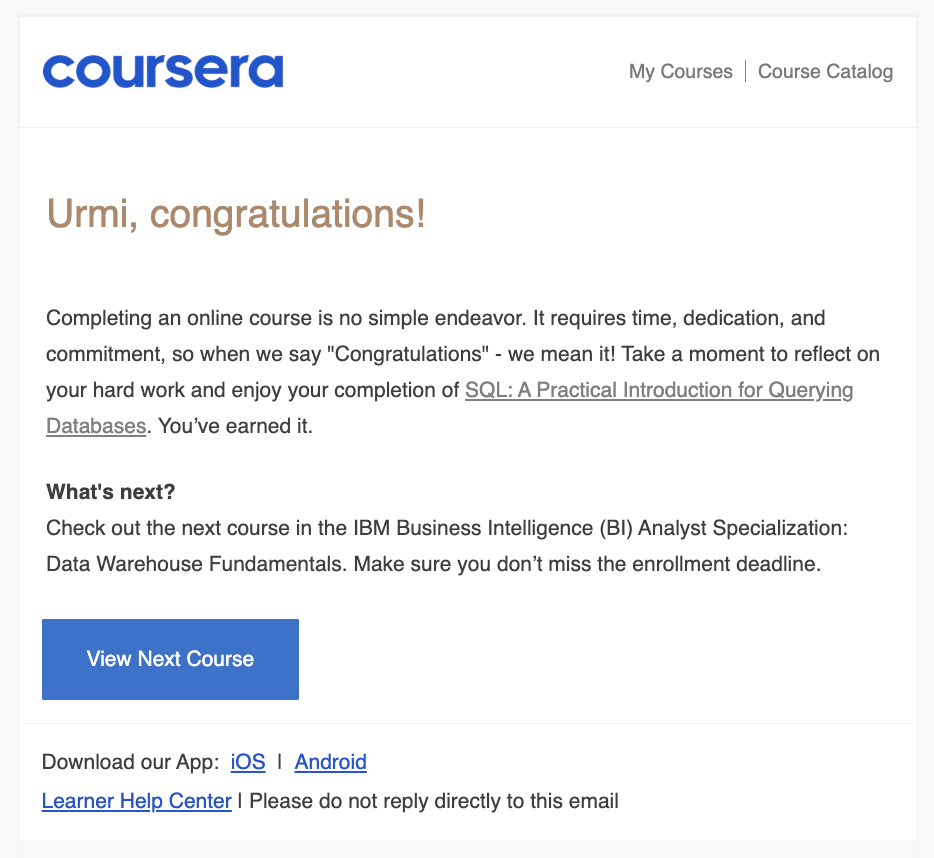 coursera
My Courses | Course Catalog
Urmi, congratulations!
Completing an online course is no simple endeavor. It requires time, dedication, and
commitment, so when we say "Congratulations" - we mean it! Take a moment to reflect on
your hard work and enjoy your completion of SQL: A Practical Introduction for Querying
Databases. You’ve earned it.
What's next?
Check out the next course in the IBM Business Intelligence (BI) Analyst Specialization:
Data Warehouse Fundamentals. Make sure you don’t miss the enrollment deadline.
View Next Course
Download our App: iOS | Android
Learner Help Center | Please do not reply directly to this email